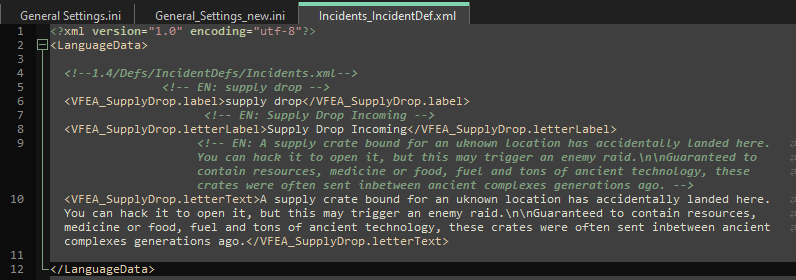 General Settings.ini General_Settings_new.ini Incidents_IncidentDef.xml
1 <?xml version="1.0" encoding="utf-8"?>
2 <LanguageData>
3
4 <!--1.4/Defs/IncidentDefs/Incidents.xml-->
5 <!-- EN: supply drop -->
6 <VFEA_SupplyDrop.label>supply drop</VFEA_SupplyDrop.label>
7 <!-- EN: Supply Drop Incoming -->
8 <VFEA_SupplyDrop.letterLabel>Supply Drop Incoming</VFEA_SupplyDrop.letterLabel>
9 <!-- EN: A supply crate bound for an uknown location has accidentally landed here.
You can hack it to open it, but this may trigger an enemy raid.\n\nGuaranteed to
contain resources, medicine or food, fuel and tons of ancient technology, these
crates were often sent inbetween ancient complexes generations ago. -->
10 <VFEA_SupplyDrop.letterText>A supply crate bound for an uknown location has accidentally landed here.
You can hack it to open it, but this may trigger an enemy raid.\n\nGuaranteed to contain resources,
medicine or food, fuel and tons of ancient technology, these crates were often sent inbetween ancient
complexes generations ago.</VFEA_SupplyDrop.letterText>
11
12 </LanguageData>